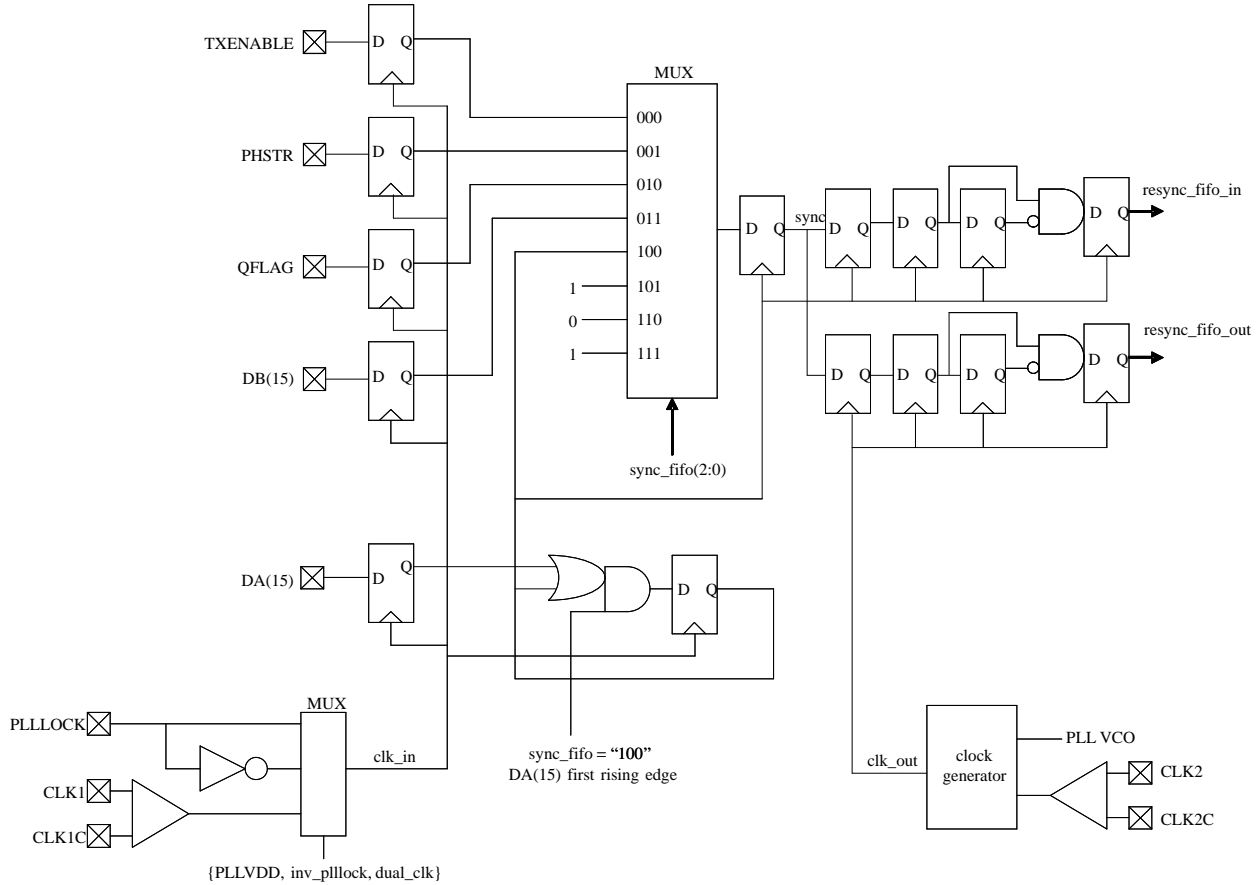 TXENABLE
D Q
MUX
000
PHSTR
D Q
001
QFLAG
D Q
010
011
100
1 101
0 110
1 111
D Q
sync
D Q
D Q
D Q
D Q
resync_fifo_in
D Q
D Q
D Q
D Q
resync_fifo_out
DB(15)
D Q
sync_fifo(2:0)
DA(15)
D Q
D Q
sync_fifo = “100”
DA(15) first rising edge
PLLLOCK
MUX
clk_in
CLK1
CLK1C
{PLLVDD, inv_plllock, dual_clk}
clk_out
clock
generator
PLL VCO
CLK2
CLK2C